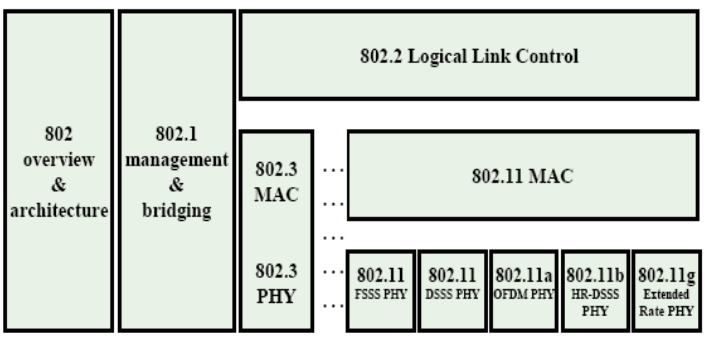 802.2 Logical Link Control
802
overview
&
architecture
802.1
management
&
bridging
802.3
MAC
802.3
PHY
...
...
...
...
...
802.11 MAC
802.11
FSSS PHY
802.11
DSSS PHY
802.11a
OFDM PHY
802.11b
HR-DSSS
PHY
802.11g
Extended
Rate PHY